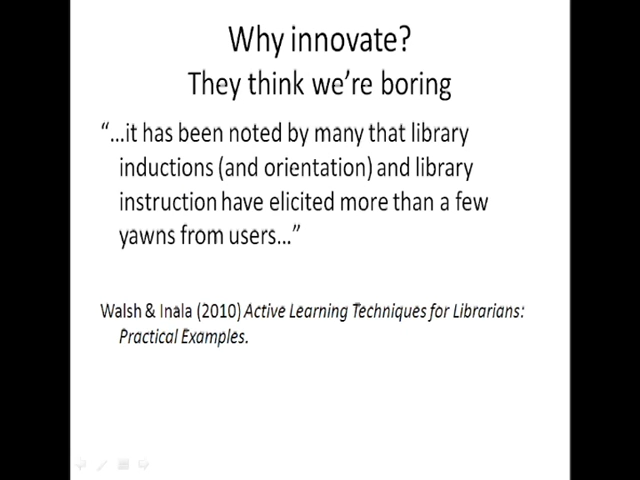 Why innovate?
They think we're boring
“...it has been noted by many that library
inductions (and orientation) and library
instruction have elicited more than a few
yawns from users...”
Walsh & Inala (2010) Active Learning Techniques for Librarians:
Practical Examples.